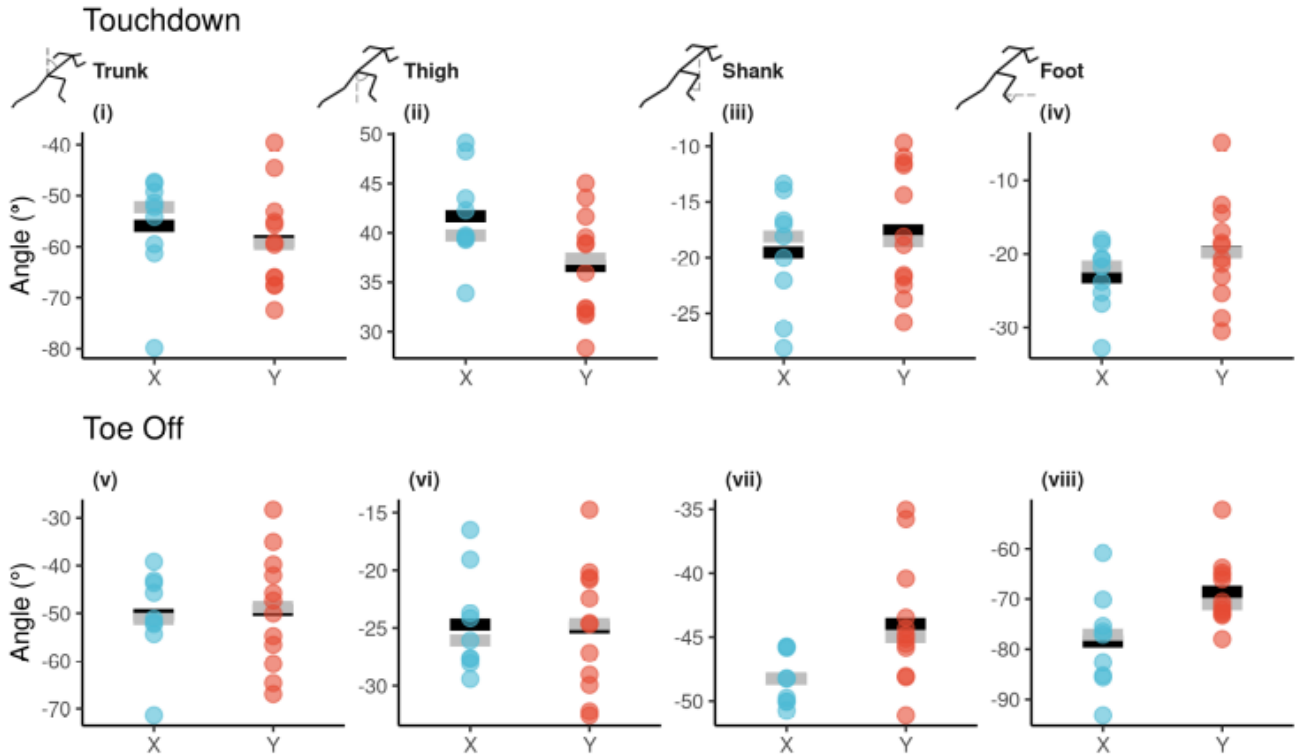 Touchdown
Trunk Thigh Shank Foot
(i) (ii) (iii) (iv)
Angle (°)
-40
-50
-60
-70
-80
X Y
50
45
40
35
30
X Y
-10
-15
-20
-25
X Y
-10
-20
-30
X Y
Toe Off
(v) (vi) (vii) (viii)
Angle (°)
-30
-40
-50
-60
-70
X Y
-15
-20
-25
-30
X Y
-35
-40
-45
-50
X Y
-60
-70
-80
-90
X Y